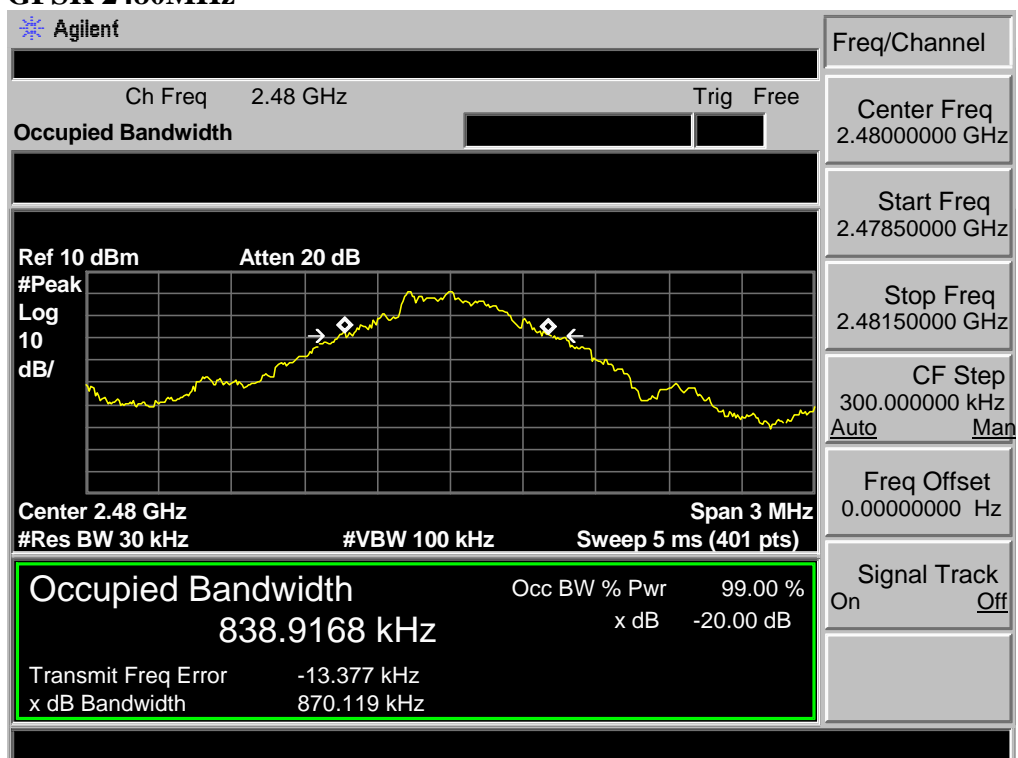 GFSK 2480MHz
Agilent
Freq/Channel
Ch Freq 2.48 GHz Trig Free
Occupied Bandwidth
Center Freq
2.48000000 GHz
Start Freq
2.47850000 GHz
Stop Freq
2.48150000 GHz
CF Step
300.000000 kHz
Auto Man
Freq Offset
0.00000000 Hz
Signal Track
On Off
Ref 10 dBm Atten 20 dB
#Peak
Log
10
dB/
Center 2.48 GHz Span 3 MHz
#Res BW 30 kHz #VBW 100 kHz Sweep 5 ms (401 pts)
Occupied Bandwidth Occ BW % Pwr 99.00 %
838.9168 kHz x dB -20.00 dB
Transmit Freq Error -13.377 kHz
x dB Bandwidth 870.119 kHz